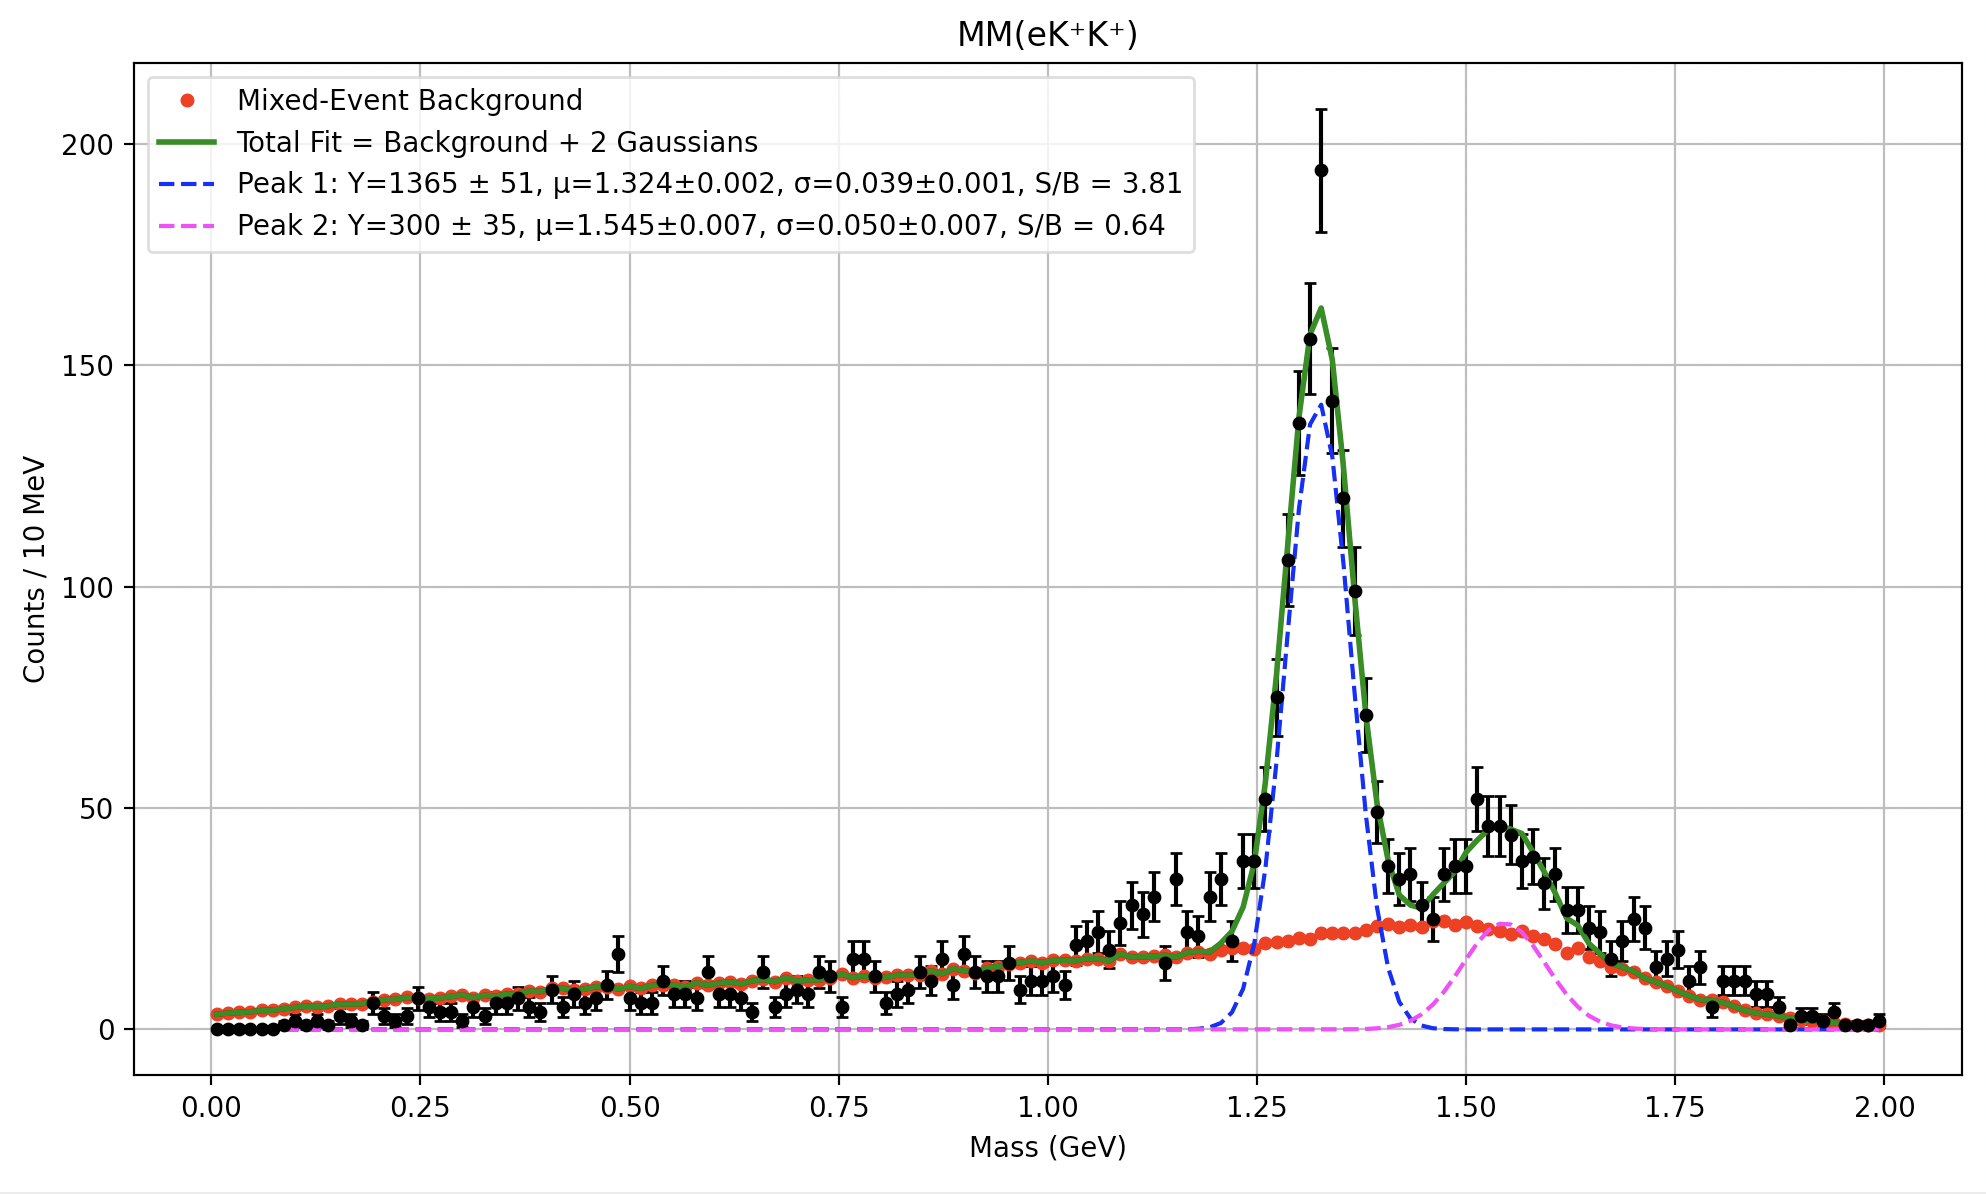 MM(eK⁺K⁺)
Mixed-Event Background
Total Fit = Background + 2 Gaussians
Peak 1: Y=1365 ± 51, μ=1.324±0.002, σ=0.039±0.001, S/B = 3.81
Peak 2: Y=300 ± 35, μ=1.545±0.007, σ=0.050±0.007, S/B = 0.64
Counts / 10 MeV
200
150
100
50
0
0.00 0.25 0.50 0.75 1.00 1.25 1.50 1.75 2.00
Mass (GeV)